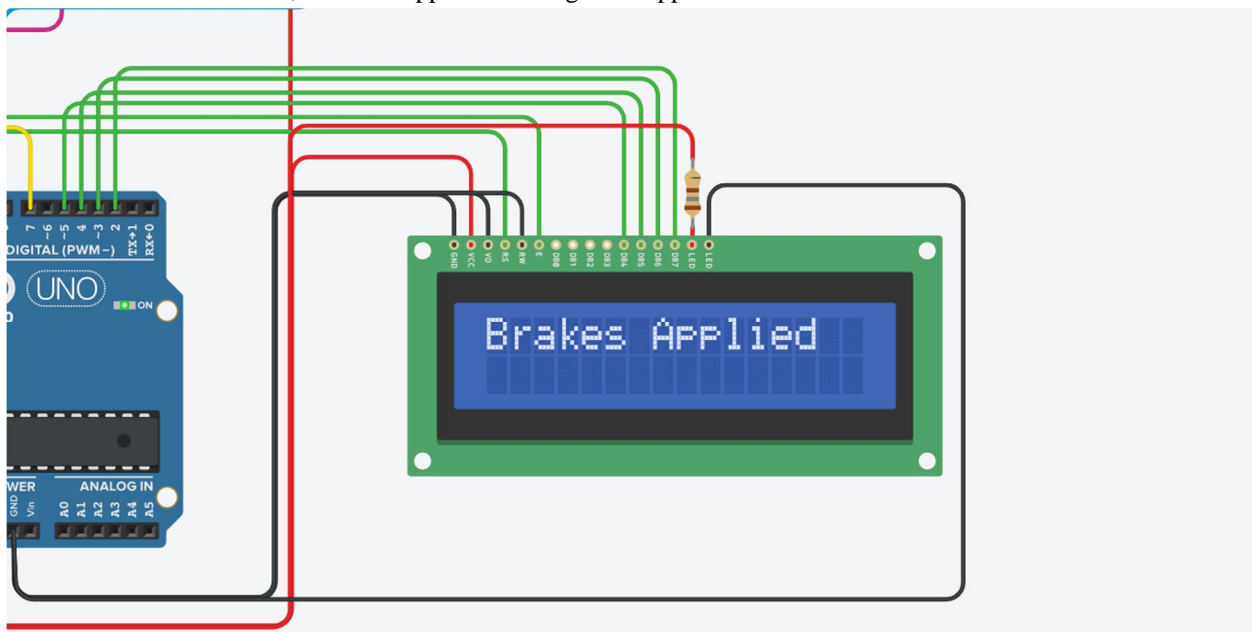 7
~6
~5
4
~3
2
TX→1
RX←0
DIGITAL (PWM~)
UNO
ON
GND
VCC
V0
RS
RW
E
DB0
DB1
DB2
DB3
DB4
DB5
DB6
DB7
LED
LED
Brakes Applied
WER
ANALOG IN
GND
Vin
A0
A1
A2
A3
A4
A5